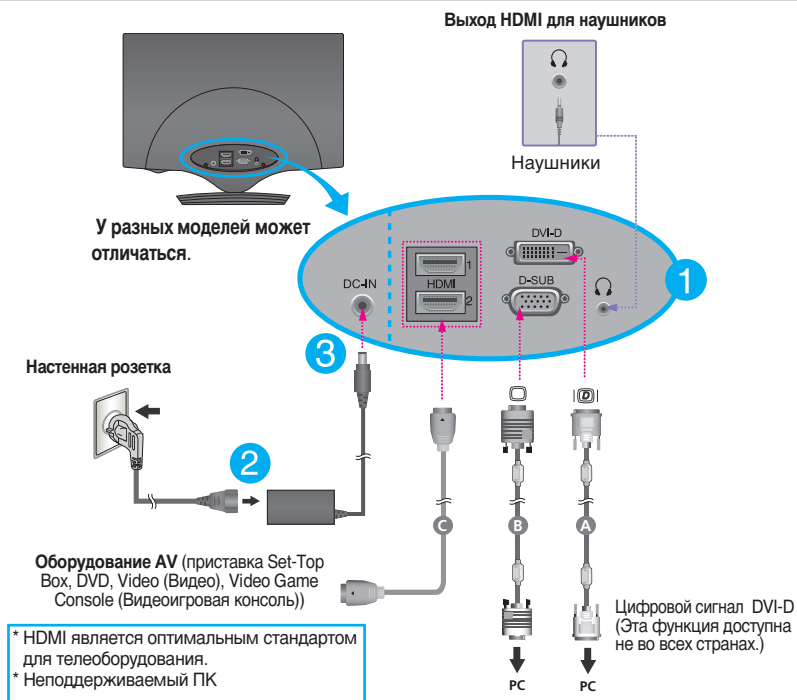 Выход HDMI для наушников
Наушники
У разных моделей может
отличаться.
DVI-D
D-SUB
DC-IN
HDMI
1
2
1
3
Настенная розетка
2
D
C
B
A
Оборудование AV (приставка Set-Top
Box, DVD, Video (Видео), Video Game
Console (Видеоигровая консоль))
Цифровой сигнал DVI-D
(Эта функция доступна
не во всех странах.)
PC
PC
* HDMI является оптимальным стандартом
для телеоборудования.
* Неподдерживаемый ПК